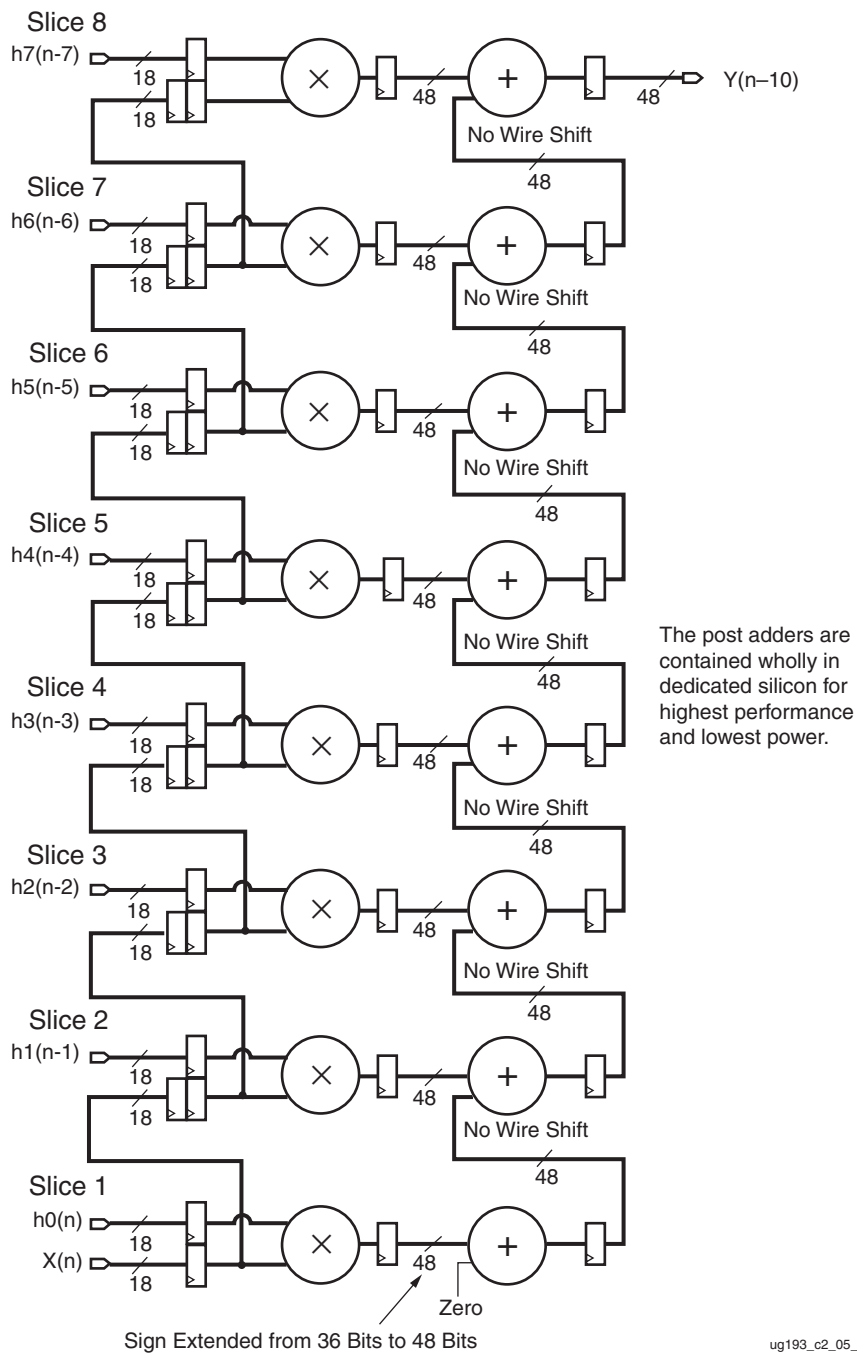 Slice 8
h7(n-7)
18
18
48
48
Y(n–10)
No Wire Shift
48
Slice 7
h6(n-6)
18
18
48
No Wire Shift
48
Slice 6
h5(n-5)
18
18
48
No Wire Shift
48
Slice 5
h4(n-4)
18
18
48
No Wire Shift
48
The post adders are
contained wholly in
dedicated silicon for
highest performance
and lowest power.
Slice 4
h3(n-3)
18
18
48
No Wire Shift
48
Slice 3
h2(n-2)
18
18
48
No Wire Shift
48
Slice 2
h1(n-1)
18
18
48
No Wire Shift
48
Slice 1
h0(n)
18
X(n)
18
48
Zero
Sign Extended from 36 Bits to 48 Bits
ug193_c2_05_